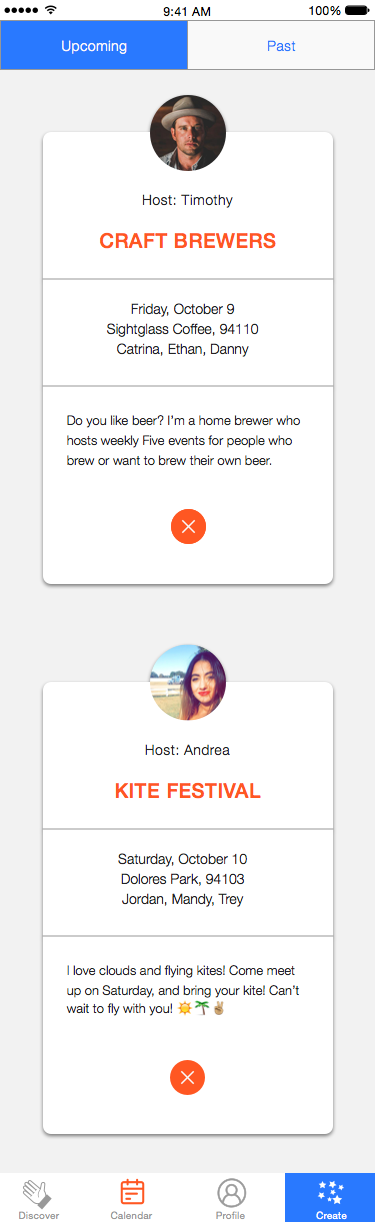 9:41 AM 100%
Upcoming Past
Host: Timothy
CRAFT BREWERS
Friday, October 9
Sightglass Coffee, 94110
Catrina, Ethan, Danny
Do you like beer? I'm a home brewer who
hosts weekly Five events for people who
brew or want to brew their own beer.
Host: Andrea
KITE FESTIVAL
Saturday, October 10
Dolores Park, 94103
Jordan, Mandy, Trey
I love clouds and flying kites! Come meet
up on Saturday, and bring your kite! Can't
wait to fly with you! ☀️🌴✌🏽
Discover Calendar Profile Create